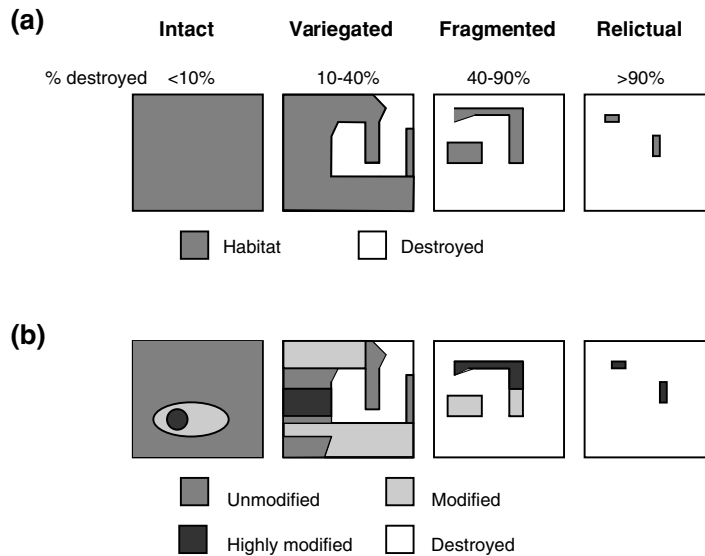 (a)
Intact Variegated Fragmented Relictual
% destroyed <10% 10-40% 40-90% >90%
Habitat Destroyed
(b)
Unmodified Modified
Highly modified Destroyed